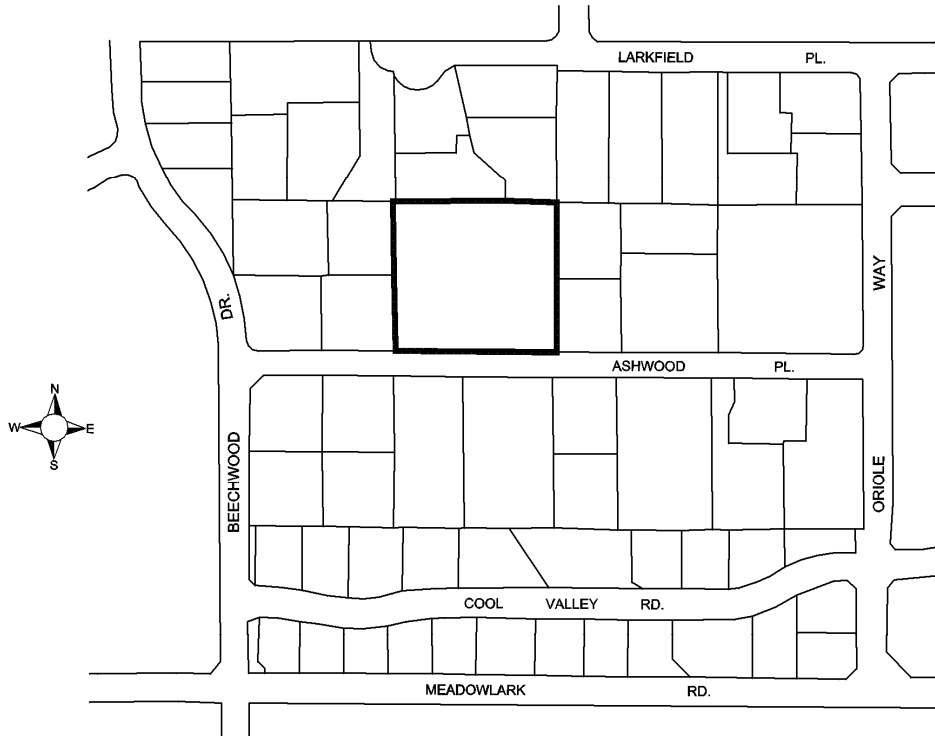 LARKFIELD PL.
WAY
DR.
ASHWOOD PL.
N
W E
S
BEECHWOOD
ORIOLE
COOL VALLEY RD.
MEADOWLARK RD.